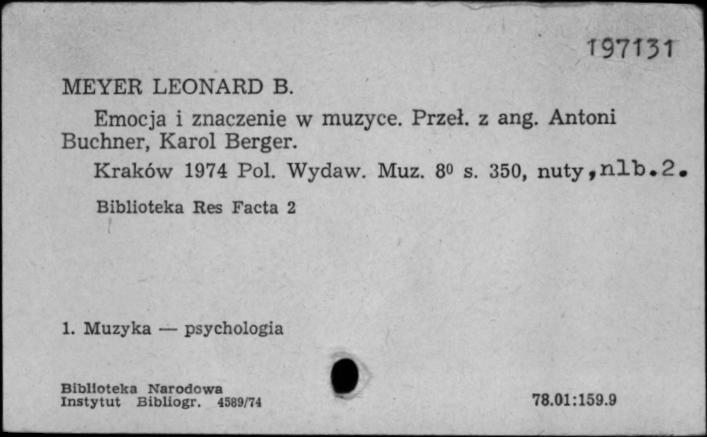 197131
MEYER LEONARD B.
Emocja i znaczenie w muzyce. Przeł. z ang. Antoni
Buchner, Karol Berger.
Kraków 1974 Pol. Wydaw. Muz. 8⁰ s. 350, nuty,nlb.2.
Biblioteka Res Facta 2
1. Muzyka — psychologia
Biblioteka Narodowa
Instytut Bibliogr. 4589/74
78.01:159.9